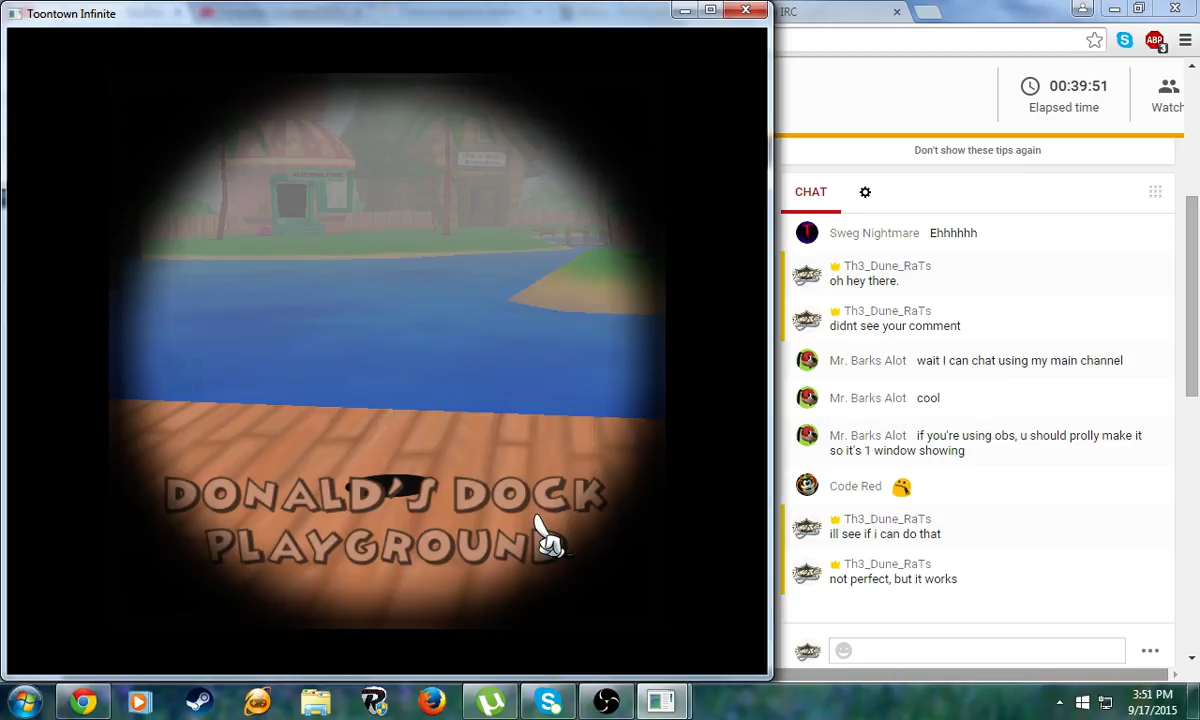 Toontown Infinite
IRC
ABP
3
00:39:51
Elapsed time
Watch
Don't show these tips again
CHAT
Sweg Nightmare Ehhhhhh
Th3_Dune_RaTs
oh hey there.
Th3_Dune_RaTs
didnt see your comment
Mr. Barks Alot wait I can chat using my main channel
Mr. Barks Alot cool
Mr. Barks Alot if you're using obs, u should prolly make it
so it's 1 window showing
Code Red
Th3_Dune_RaTs
ill see if i can do that
Th3_Dune_RaTs
not perfect, but it works
DONALD'S DOCK
PLAYGROUND
3:51 PM
9/17/2015